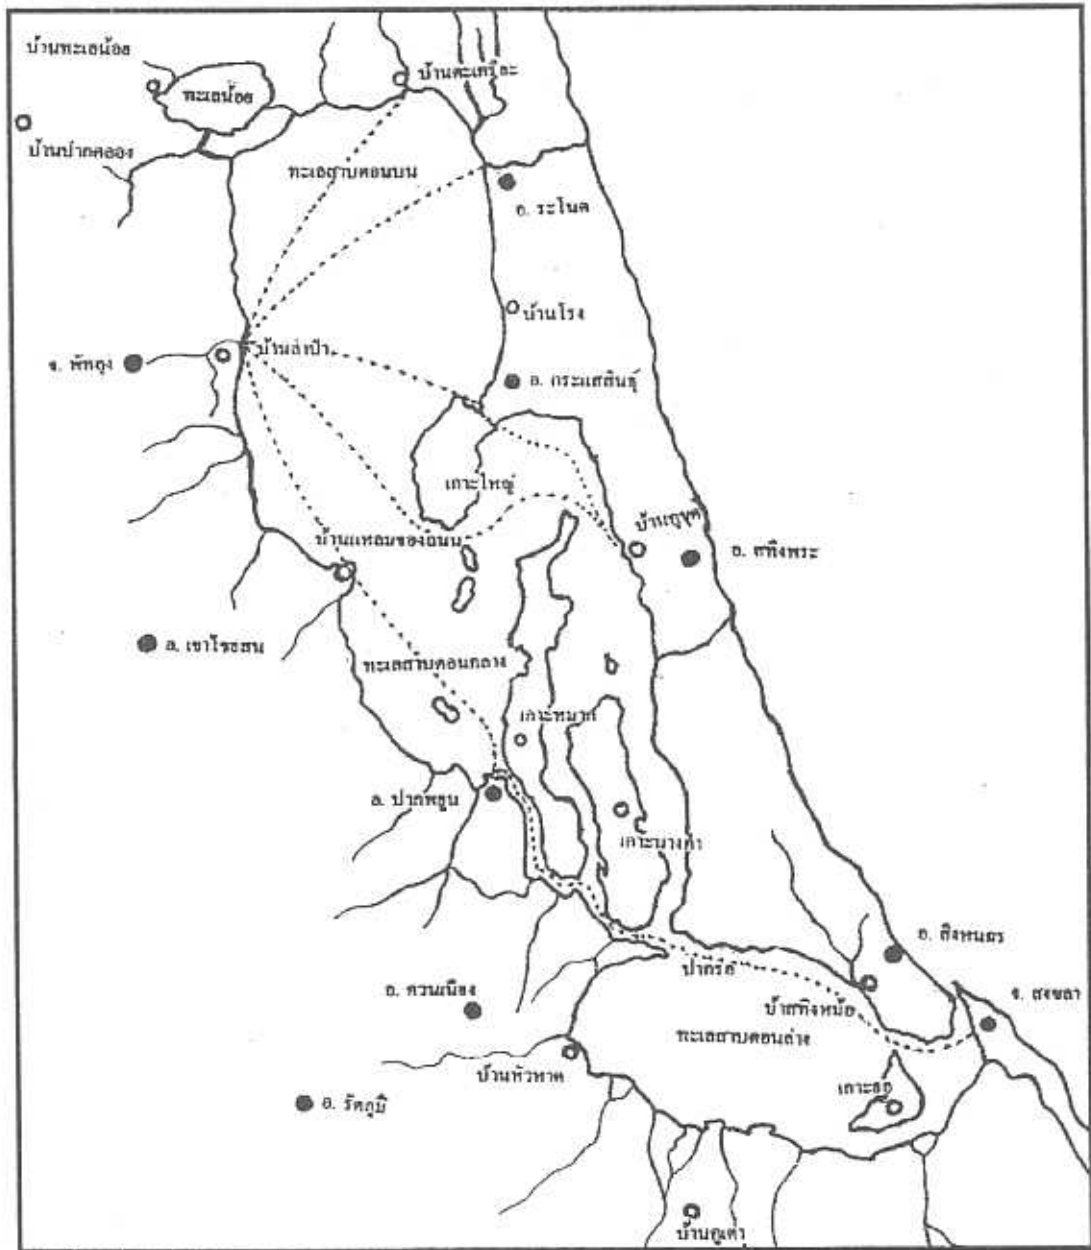 บ้านทะเลน้อย
ทะเลน้อย
บ้านตะเครียะ
บ้านปากคลอง
ทะเลสาบตอนบน
อ. ระโนด
บ้านโรง
บ้านลำปำ
จ. พัทลุง
อ. กระแสสินธุ์
เกาะใหญ่
บ้านคูขุด
บ้านแหลมจองถนน
อ. สทิงพระ
อ. เขาชัยสน
ทะเลสาบตอนกลาง
เกาะหมาก
อ. ปากพยูน
เกาะนางคำ
อ. สิงหนคร
ปากรอ
อ. ควนเนียง
บ้าสทิงหม้อ
จ. สงขลา
ทะเลสาบตอนล่าง
บ้านหัวหาด
เกาะยอ
อ. รัตภูมิ
บ้านคูเต่า